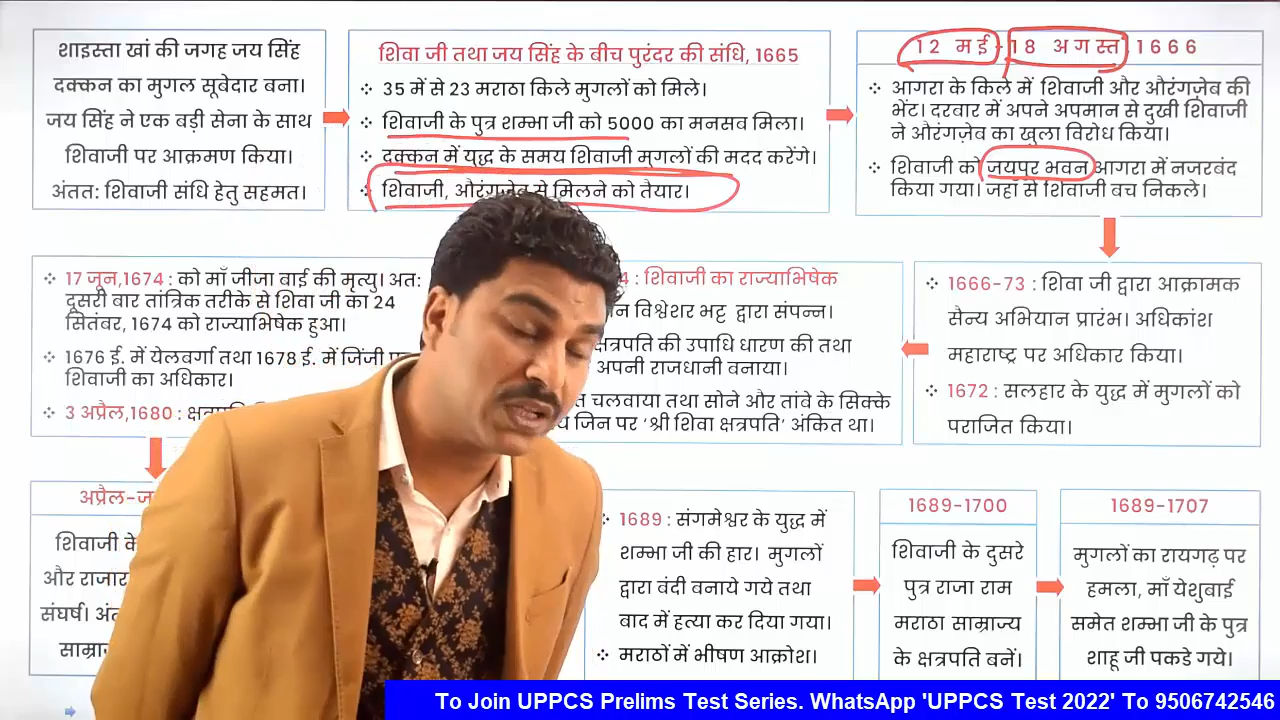 शाइस्ता खां की जगह जय सिंह
दक्कन का मुगल सूबेदार बना।
जय सिंह ने एक बड़ी सेना के साथ
शिवाजी पर आक्रमण किया।
अंतत: शिवाजी संधि हेतु सहमत।
शिवा जी तथा जय सिंह के बीच पुरंदर की संधि, 1665
35 में से 23 मराठा किले मुगलों को मिले।
शिवाजी के पुत्र शम्भा जी को 5000 का मनसब मिला।
दक्कन में युद्ध के समय शिवाजी मुगलों की मदद करेंगे।
शिवाजी, औरंगजेब से मिलने को तैयार।
12 मई-18 अगस्त, 1666
आगरा के किले में शिवाजी और औरंगज़ेब की
भेंट। दरबार में अपने अपमान से दुखी शिवाजी
ने औरंगज़ेब का खुला विरोध किया।
शिवाजी को जयपुर भवन आगरा में नजरबंद
किया गया। जहाँ से शिवाजी बच निकले।
1666-73 : शिवा जी द्वारा आक्रामक
सैन्य अभियान प्रारंभ। अधिकांश
महाराष्ट्र पर अधिकार किया।
1672 : सलहार के युद्ध में मुगलों को
पराजित किया।
4 : शिवाजी का राज्याभिषेक
विश्वेशर भट्ट द्वारा संपन्न।
क्षत्रपति की उपाधि धारण की तथा
अपनी राजधानी बनाया।
चलवाया तथा सोने और तांबे के सिक्के
जिन पर ‘श्री शिवा क्षत्रपति’ अंकित था।
17 जून,1674 : को माँ जीजा बाई की मृत्यु। अत:
दूसरी बार तांत्रिक तरीके से शिवा जी का 24
सितंबर, 1674 को राज्याभिषेक हुआ।
1676 ई. में येलबर्गा तथा 1678 ई. में जिंजी
शिवाजी का अधिकार।
3 अप्रैल,1680 :
अप्रैल-
शिवाजी के
और
संघर्ष।
1689 : संगमेश्वर के युद्ध में
शम्भा जी की हार। मुगलों
द्वारा बंदी बनाये गये तथा
बाद में हत्या कर दिया गया।
मराठों में भीषण आक्रोश।
1689-1700
शिवाजी के दुसरे
पुत्र राजा राम
मराठा साम्राज्य
के क्षत्रपति बनें।
1689-1707
मुगलों का रायगढ़ पर
हमला, माँ येशुबाई
समेत शम्भा जी के पुत्र
शाहू जी पकडे गये।
To Join UPPCS Prelims Test Series. WhatsApp 'UPPCS Test 2022' To 9506742546